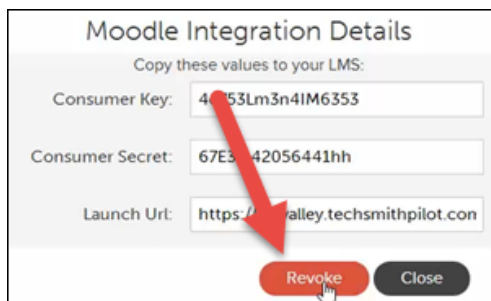 Moodle Integration Details
Copy these values to your LMS:
Consumer Key:
Consumer Secret:
Launch Url:
Revoke Close